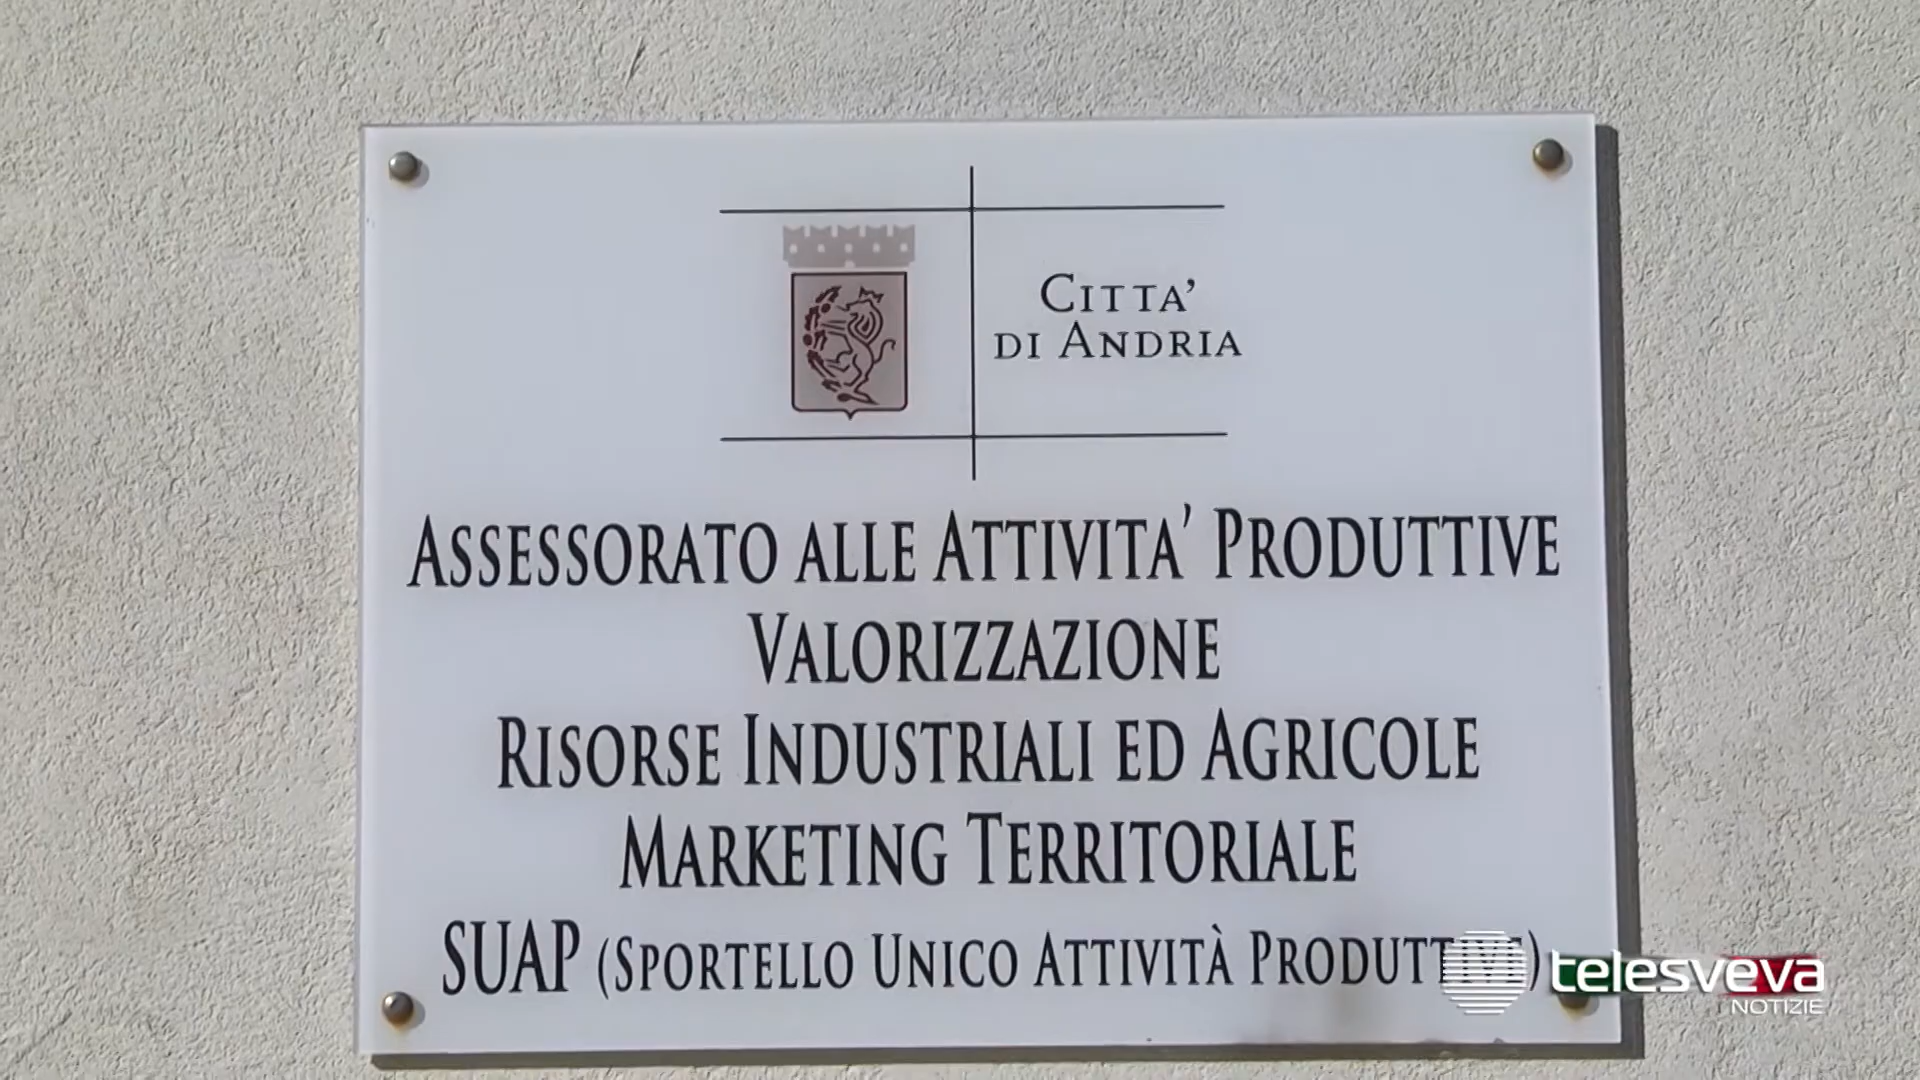 CITTA'
DI ANDRIA
ASSESSORATO ALLE ATTIVITA' PRODUTTIVE
VALORIZZAZIONE
RISORSE INDUSTRIALI ED AGRICOLE
MARKETING TERRITORIALE
SUAP (SPORTELLO UNICO ATTIVITÀ PRODUTTIVE)
telesveva
NOTIZIE